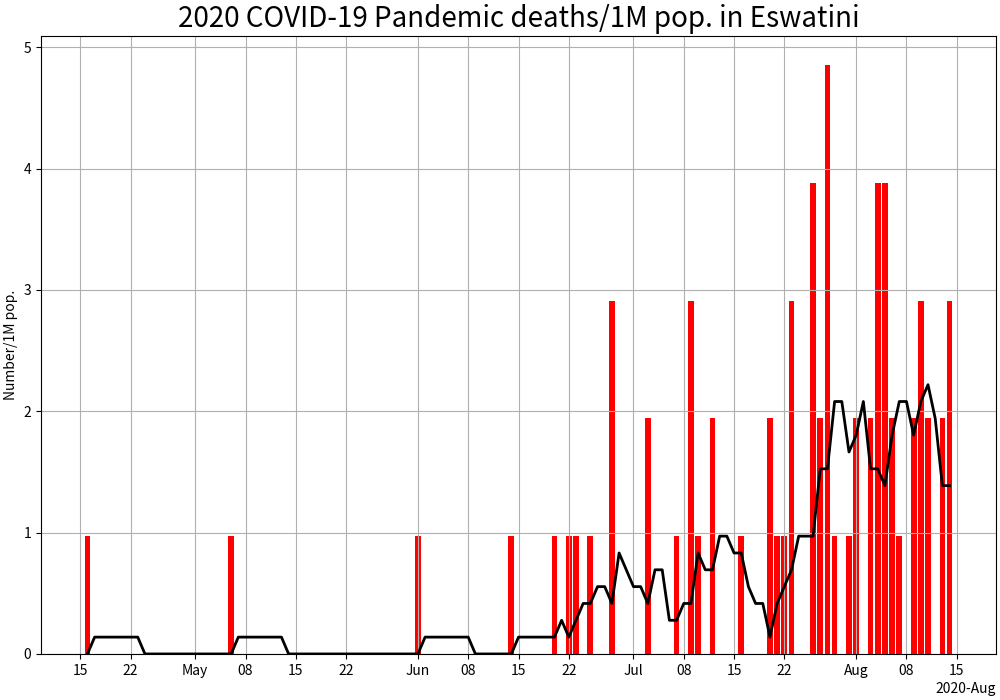 2020 COVID-19 Pandemic deaths/1M pop. in Eswatini
Number/1M pop.
5
4
3
2
1
0
15 22 May 08 15 22 Jun 08 15 22 Jul 08 15 22 Aug 08 15
2020-Aug